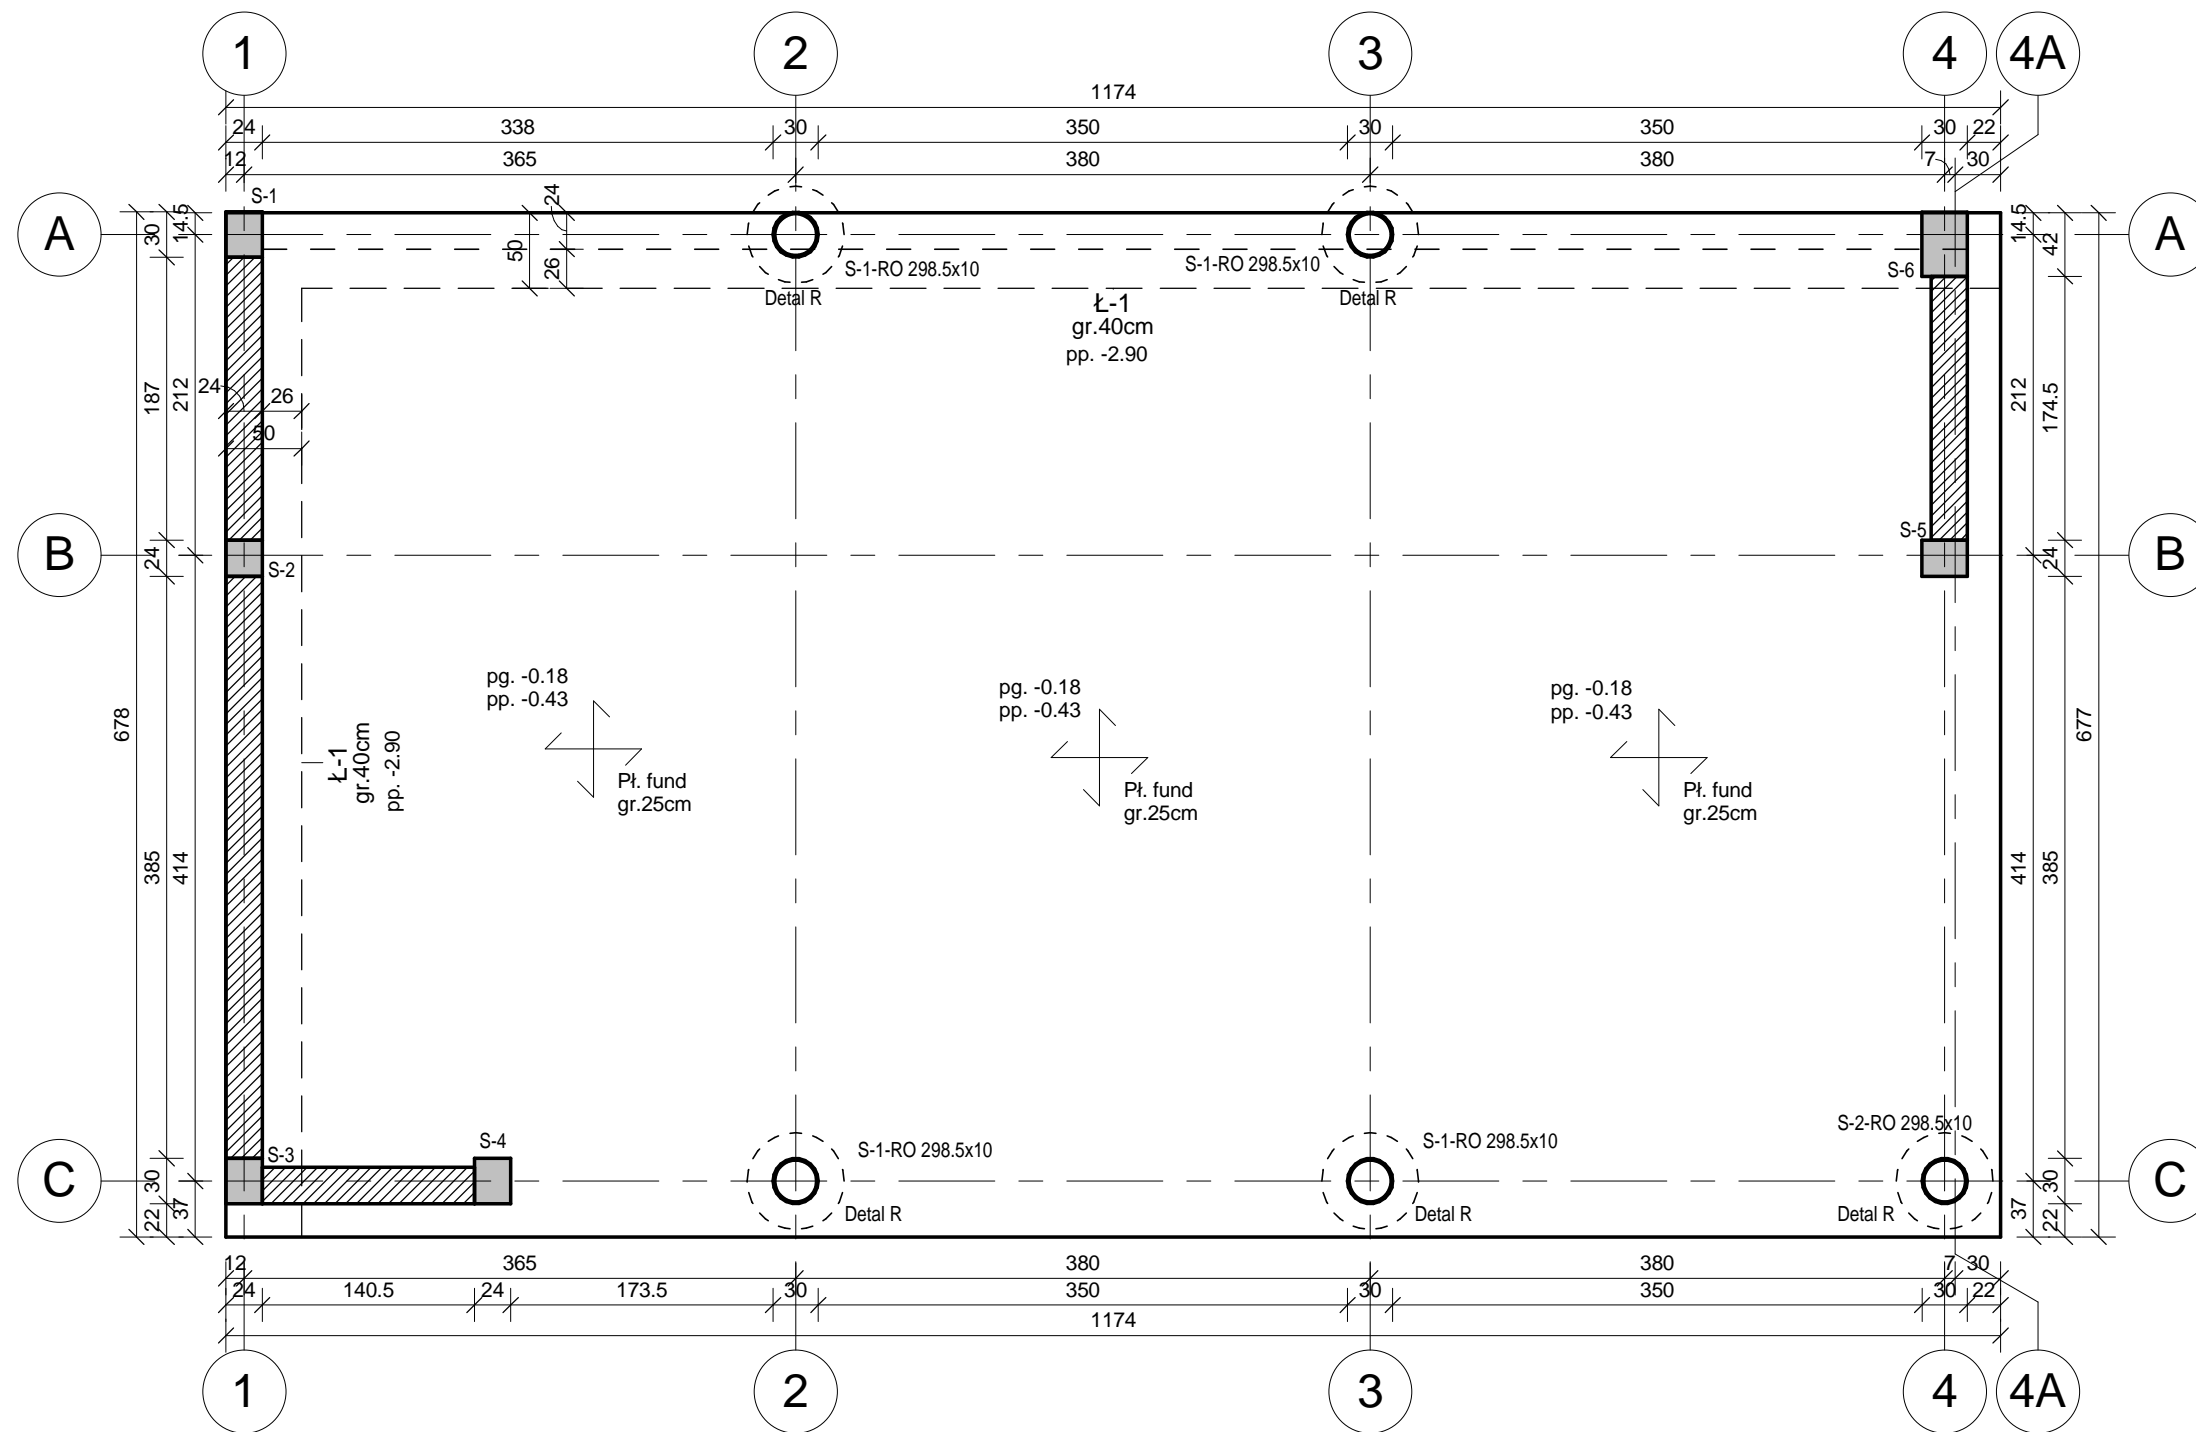 1
2
3
4
4A
1174
24
338
30
350
30
350
30
22
12
365
380
380
7
30
A
S-1
24
50
26
30
14.5
14.5
42
A
S-1-RO 298.5x10
S-1-RO 298.5x10
S-6
Detal R
Detal R
Ł-1
gr.40cm
pp. -2.90
187
212
24
26
50
212
174.5
B
24
S-2
S-5
24
B
pg. -0.18
pp. -0.43
pg. -0.18
pp. -0.43
pg. -0.18
pp. -0.43
678
677
Ł-1
gr.40cm
pp. -2.90
Pł. fund
gr.25cm
Pł. fund
gr.25cm
Pł. fund
gr.25cm
385
414
414
385
S-3
S-4
S-1-RO 298.5x10
S-1-RO 298.5x10
S-2-RO 298.5x10
C
30
22
37
Detal R
Detal R
Detal R
37
30
22
C
12
365
380
380
7
30
24
140.5
24
173.5
30
350
30
350
30
22
1174
1
2
3
4
4A